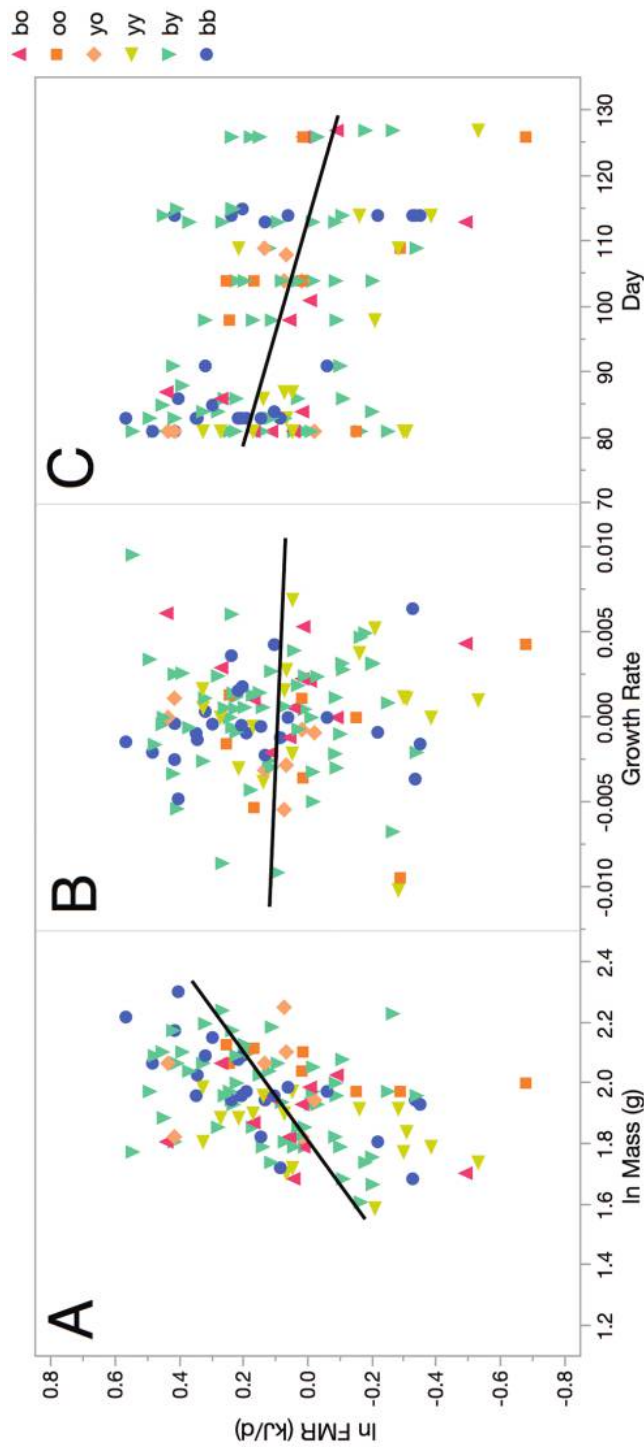 A
B
C
bo
oo
yo
yy
by
bb
ln FMR (kJ/d)
0.8
0.6
0.4
0.2
0.0
-0.2
-0.4
-0.6
-0.8
1.2 1.4 1.6 1.8 2.0 2.2 2.4
ln Mass (g)
-0.010 -0.005 0.000 0.005 0.010
Growth Rate
70 80 90 100 110 120 130
Day